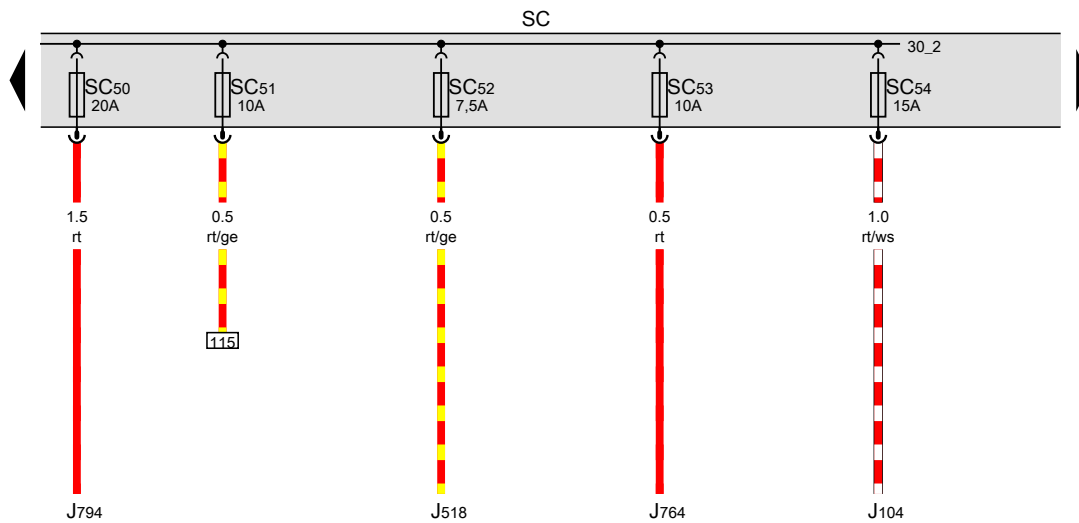 SC
30_2
SC50
20A
SC51
10A
SC52
7,5A
SC53
10A
SC54
15A
1.5
rt
0.5
rt/ge
0.5
rt/ge
0.5
rt
1.0
rt/ws
115
J794
J518
J764
J104